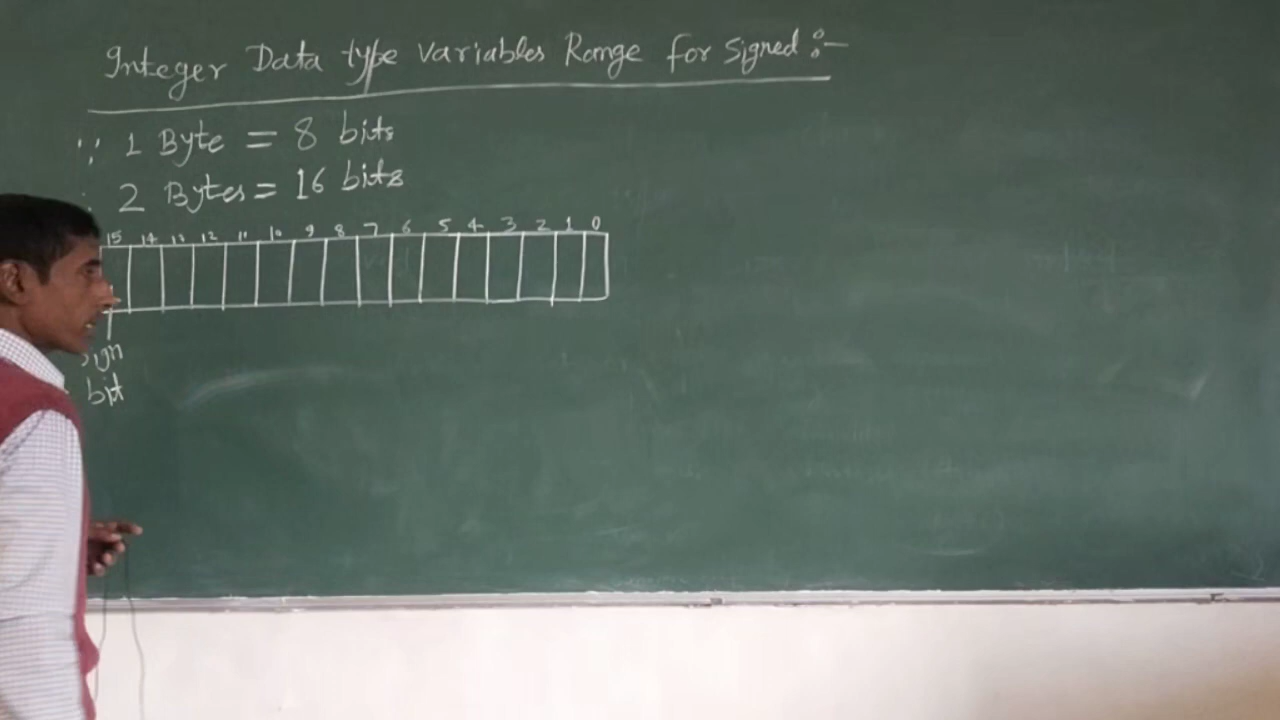 Integer Data type variables Range for Signed :-
∵ 1 Byte = 8 bits
2 Bytes = 16 bits
15 14 13 12 11 10 9 8 7 6 5 4 3 2 1 0
sign
bit